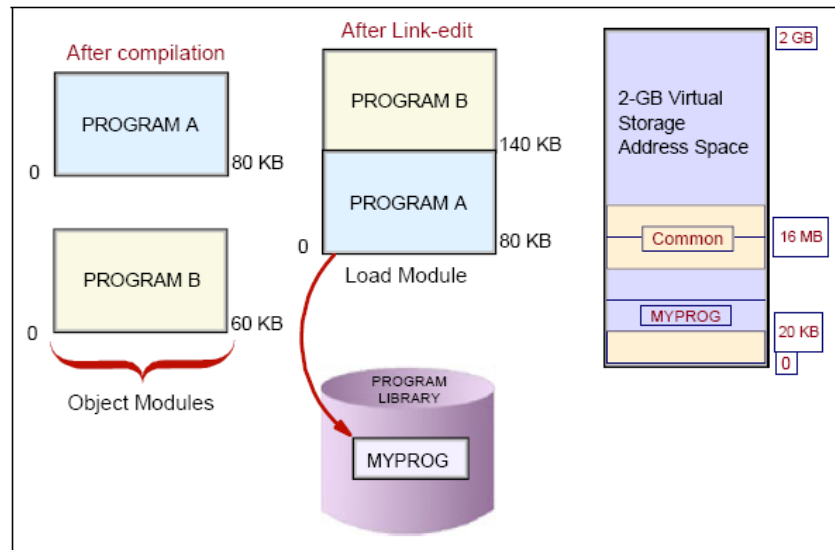 After compilation
PROGRAM A
0
80 KB
PROGRAM B
0
60 KB
Object Modules
After Link-edit
PROGRAM B
140 KB
PROGRAM A
0
80 KB
Load Module
PROGRAM
LIBRARY
MYPROG
2 GB
2-GB Virtual
Storage
Address Space
Common
16 MB
MYPROG
20 KB
0